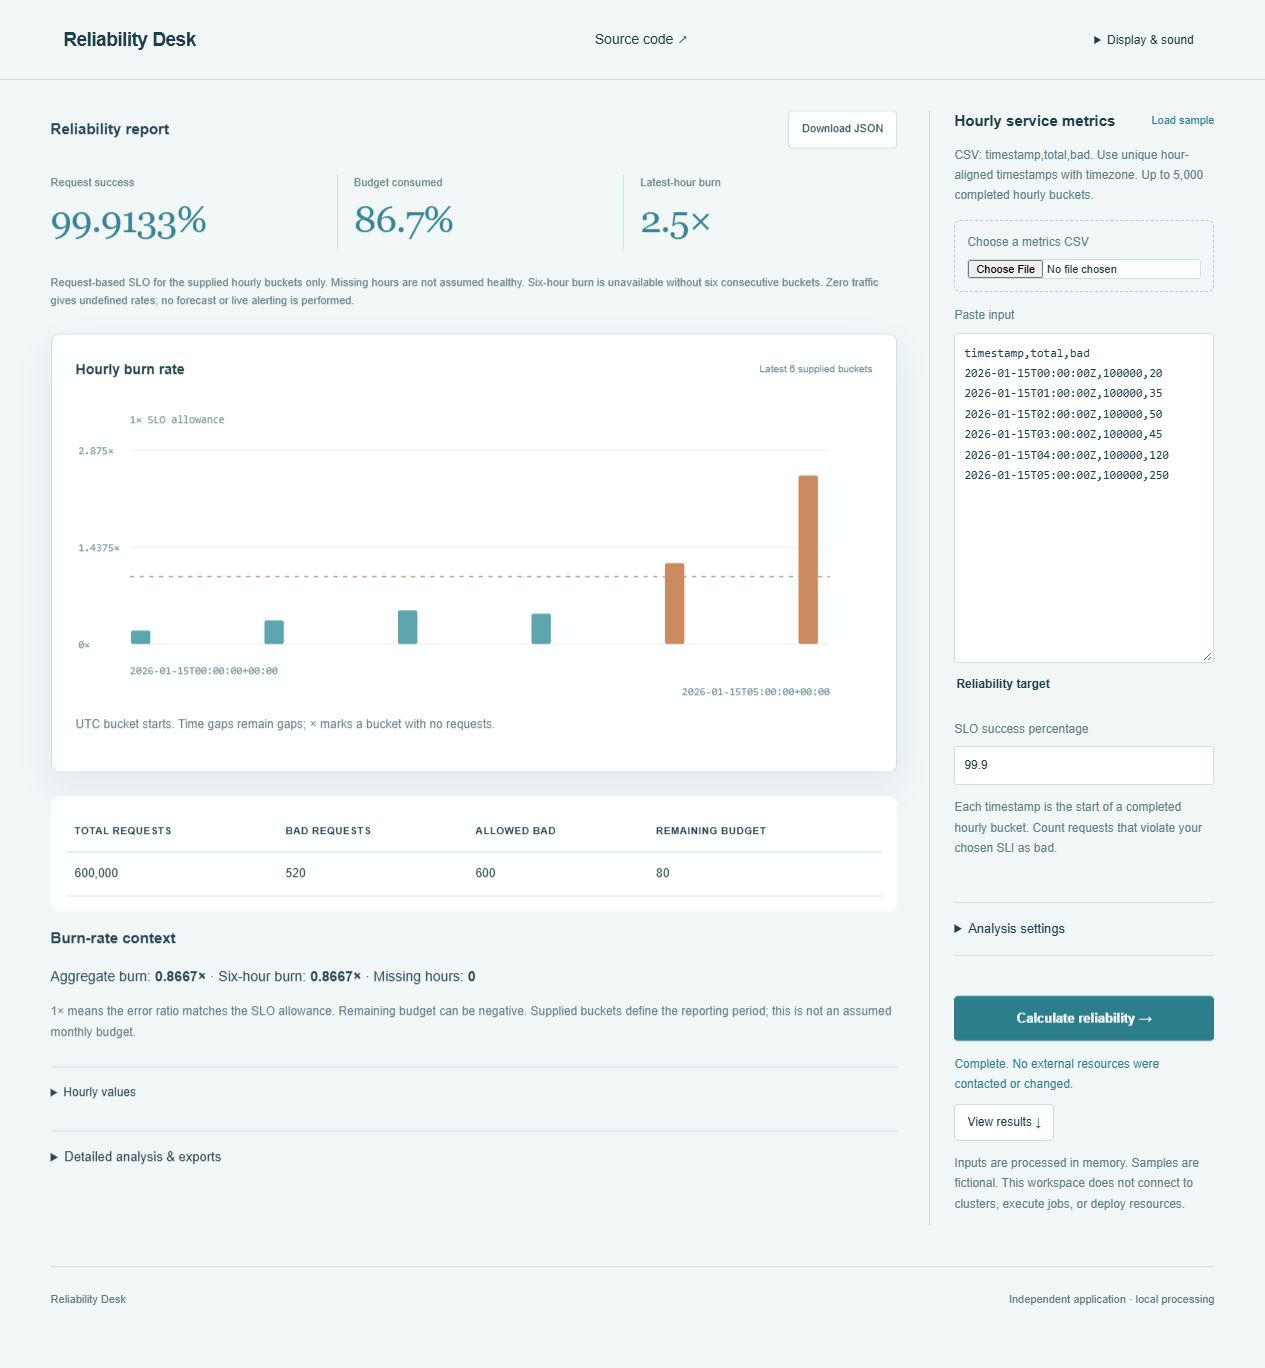 Reliability Desk
Source code ↗
▶ Display & sound
Reliability report
Download JSON
Request success
99.9133%
Budget consumed
86.7%
Latest-hour burn
2.5×
Request-based SLO for the supplied hourly buckets only. Missing hours are not assumed healthy. Six-hour burn is unavailable without six consecutive buckets. Zero traffic
gives undefined rates; no forecast or live alerting is performed.
Hourly burn rate
Latest 6 supplied buckets
1× SLO allowance
2.875×
1.4375×
0×
2026-01-15T00:00:00+00:00
2026-01-15T05:00:00+00:00
UTC bucket starts. Time gaps remain gaps; × marks a bucket with no requests.
TOTAL REQUESTS BAD REQUESTS ALLOWED BAD REMAINING BUDGET
600,000 520 600 80
Burn-rate context
Aggregate burn: 0.8667× · Six-hour burn: 0.8667× · Missing hours: 0
1× means the error ratio matches the SLO allowance. Remaining budget can be negative. Supplied buckets define the reporting period; this is not an assumed
monthly budget.
▶ Hourly values
▶ Detailed analysis & exports
Hourly service metrics
Load sample
CSV: timestamp,total,bad. Use unique hour-
aligned timestamps with timezone. Up to 5,000
completed hourly buckets.
Choose a metrics CSV
Choose File No file chosen
Paste input
timestamp,total,bad
2026-01-15T00:00:00Z,100000,20
2026-01-15T01:00:00Z,100000,35
2026-01-15T02:00:00Z,100000,50
2026-01-15T03:00:00Z,100000,45
2026-01-15T04:00:00Z,100000,120
2026-01-15T05:00:00Z,100000,250
Reliability target
SLO success percentage
99.9
Each timestamp is the start of a completed
hourly bucket. Count requests that violate your
chosen SLI as bad.
▶ Analysis settings
Calculate reliability →
Complete. No external resources were
contacted or changed.
View results ↓
Inputs are processed in memory. Samples are
fictional. This workspace does not connect to
clusters, execute jobs, or deploy resources.
Reliability Desk
Independent application · local processing